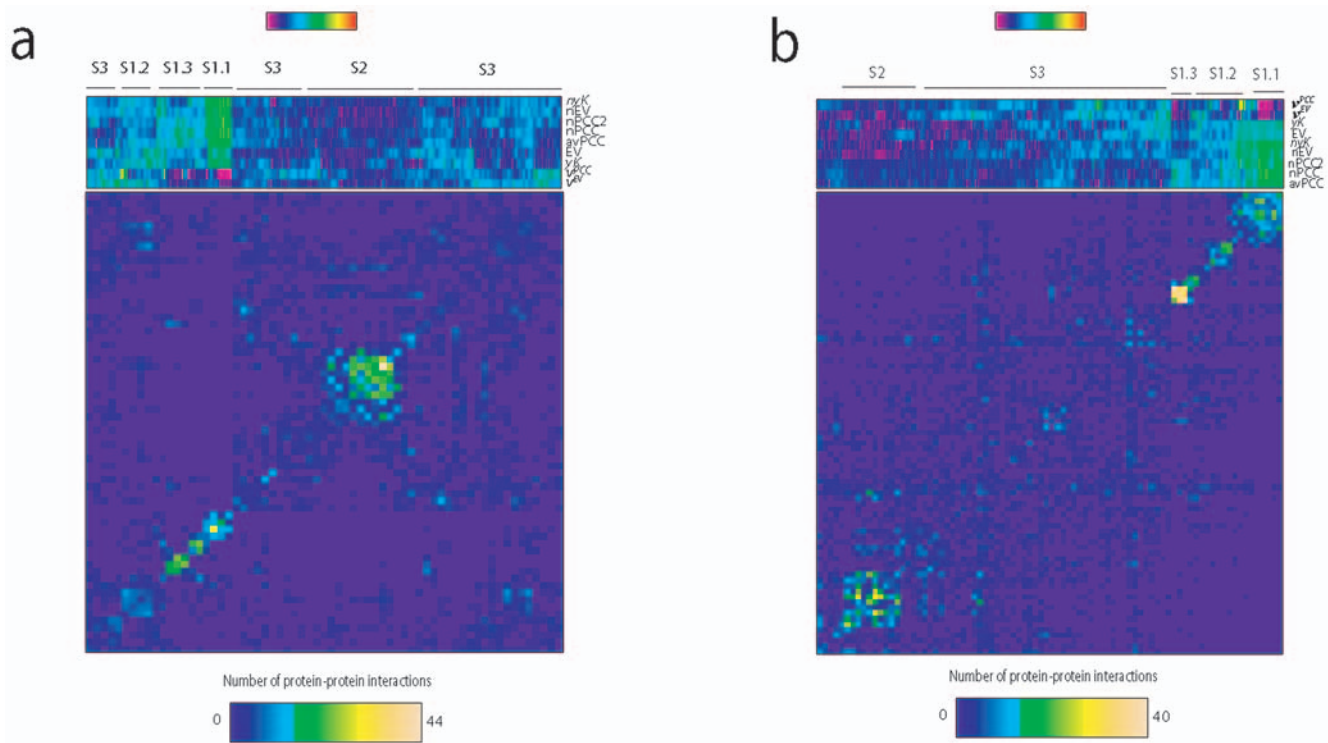 a
S3 S1.2 S1.3 S1.1 S3 S2 S3
nγK
nEV
nPCC2
nPCC
avPCC
EV
γK
Number of protein-protein interactions
0 44
b
S2 S3 S1.3 S1.2 S1.1
γK
EV
nγK
nEV
nPCC2
nPCC
avPCC
Number of protein-protein interactions
0 40